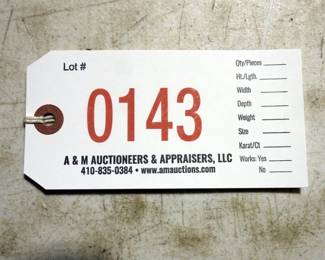 Lot #
0143
A & M AUCTIONEERS & APPRAISERS, LLC
410-835-0384 • www.amauctions.com
Qty/Pieces
Ht./Lgth.
Width
Depth
Weight
Size
Karat/Ct
Works: Yes
No